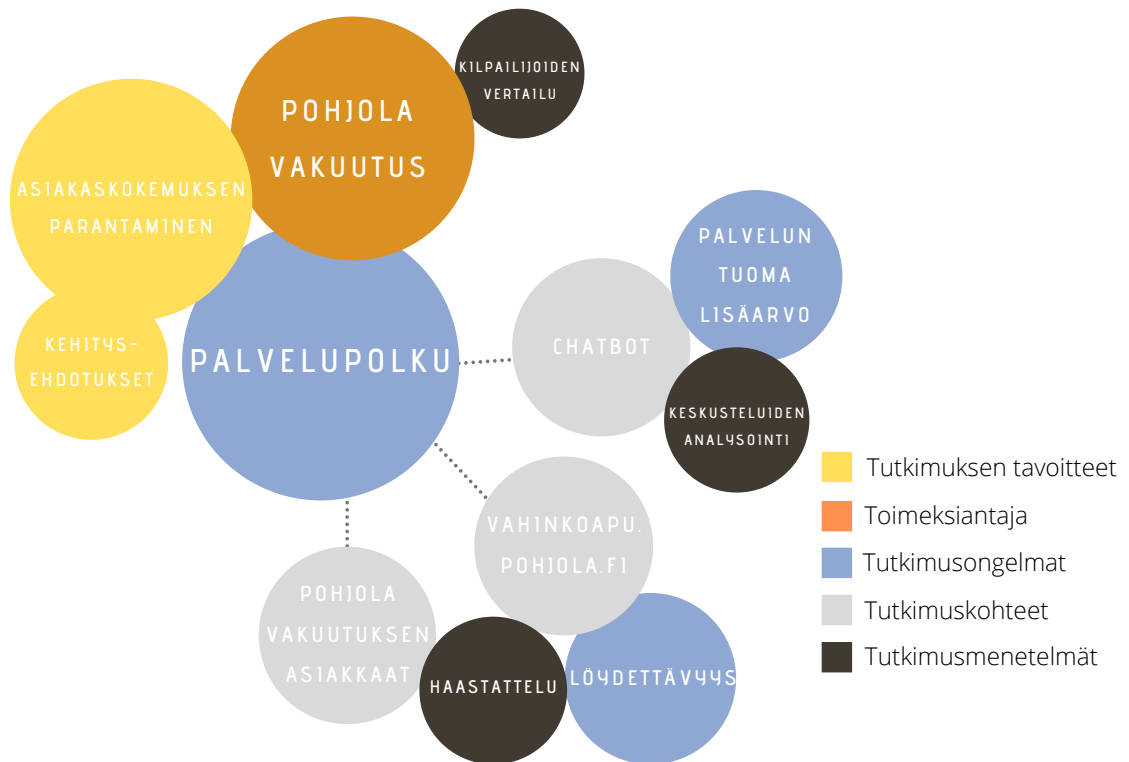 KILPAILIJOIDEN
VERTAILU
POHJOLA
VAKUUTUS
ASIAKASKOKEMUKSEN
PARANTAMINEN
KEHITYS-
EHDOTUKSET
PALVELUPOLKU
PALVELUN
TUOMA
LISÄARVO
CHATBOT
KESKUSTELUIDEN
ANALYSOINTI
VAHINKOAPU.
POHJOLA.FI
POHJOLA
VAKUUTUKSEN
ASIAKKAAT
HAASTATTELU
LÖYDETTÄVYYS
Tutkimuksen tavoitteet
Toimeksiantaja
Tutkimusongelmat
Tutkimuskohteet
Tutkimusmenetelmät